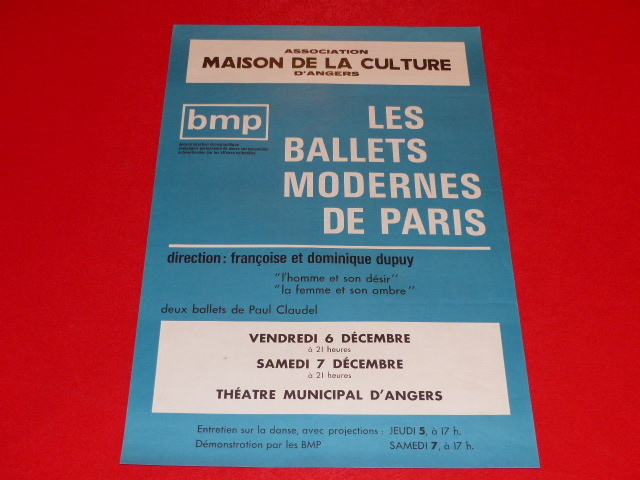 ASSOCIATION
MAISON DE LA CULTURE
D'ANGERS
bmp
LES
BALLETS
MODERNES
DE PARIS
direction: françoise et dominique dupuy
"l'homme et son désir"
"la femme et son ombre"
deux ballets de Paul Claudel
VENDREDI 6 DÉCEMBRE
à 21 heures
SAMEDI 7 DÉCEMBRE
à 21 heures
THÉATRE MUNICIPAL D'ANGERS
Entretien sur la danse, avec projections : JEUDI 5, à 17 h.
Démonstration par les BMP SAMEDI 7, à 17 h.